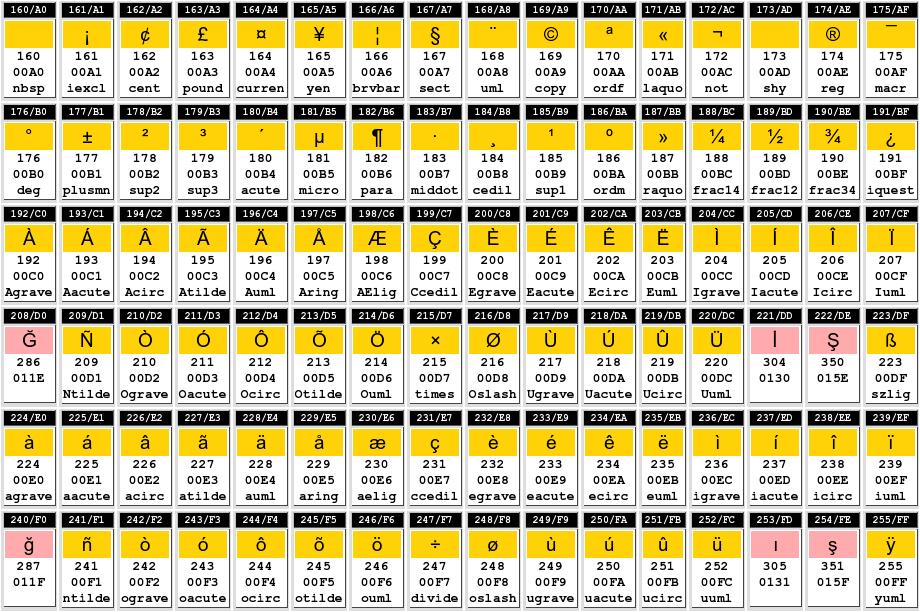 160/A0 161/A1 162/A2 163/A3 164/A4 165/A5 166/A6 167/A7 168/A8 169/A9 170/AA 171/AB 172/AC 173/AD 174/AE 175/AF
¡ ¢ £ ¤ ¥ ¦ § ¨ © ª « ¬ ® ¯
160 161 162 163 164 165 166 167 168 169 170 171 172 173 174 175
00A0 00A1 00A2 00A3 00A4 00A5 00A6 00A7 00A8 00A9 00AA 00AB 00AC 00AD 00AE 00AF
nbsp iexcl cent pound curren yen brvbar sect uml copy ordf laquo not shy reg macr
176/B0 177/B1 178/B2 179/B3 180/B4 181/B5 182/B6 183/B7 184/B8 185/B9 186/BA 187/BB 188/BC 189/BD 190/BE 191/BF
° ± ² ³ ´ µ ¶ · ¸ ¹ º » ¼ ½ ¾ ¿
176 177 178 179 180 181 182 183 184 185 186 187 188 189 190 191
00B0 00B1 00B2 00B3 00B4 00B5 00B6 00B7 00B8 00B9 00BA 00BB 00BC 00BD 00BE 00BF
deg plusmn sup2 sup3 acute micro para middot cedil sup1 ordm raquo frac14 frac12 frac34 iquest
192/C0 193/C1 194/C2 195/C3 196/C4 197/C5 198/C6 199/C7 200/C8 201/C9 202/CA 203/CB 204/CC 205/CD 206/CE 207/CF
À Á Â Ã Ä Å Æ Ç È É Ê Ë Ì Í Î Ï
192 193 194 195 196 197 198 199 200 201 202 203 204 205 206 207
00C0 00C1 00C2 00C3 00C4 00C5 00C6 00C7 00C8 00C9 00CA 00CB 00CC 00CD 00CE 00CF
Agrave Aacute Acirc Atilde Auml Aring AElig Ccedil Egrave Eacute Ecirc Euml Igrave Iacute Icirc Iuml
208/D0 209/D1 210/D2 211/D3 212/D4 213/D5 214/D6 215/D7 216/D8 217/D9 218/DA 219/DB 220/DC 221/DD 222/DE 223/DF
Ğ Ñ Ò Ó Ô Õ Ö × Ø Ù Ú Û Ü İ Ş ß
286 209 210 211 212 213 214 215 216 217 218 219 220 304 350 223
011E 00D1 00D2 00D3 00D4 00D5 00D6 00D7 00D8 00D9 00DA 00DB 00DC 0130 015E 00DF
Ntilde Ograve Oacute Ocirc Otilde Ouml times Oslash Ugrave Uacute Ucirc Uuml szlig
224/E0 225/E1 226/E2 227/E3 228/E4 229/E5 230/E6 231/E7 232/E8 233/E9 234/EA 235/EB 236/EC 237/ED 238/EE 239/EF
à á â ã ä å æ ç è é ê ë ì í î ï
224 225 226 227 228 229 230 231 232 233 234 235 236 237 238 239
00E0 00E1 00E2 00E3 00E4 00E5 00E6 00E7 00E8 00E9 00EA 00EB 00EC 00ED 00EE 00EF
agrave aacute acirc atilde auml aring aelig ccedil egrave eacute ecirc euml igrave iacute icirc iuml
240/F0 241/F1 242/F2 243/F3 244/F4 245/F5 246/F6 247/F7 248/F8 249/F9 250/FA 251/FB 252/FC 253/FD 254/FE 255/FF
ğ ñ ò ó ô õ ö ÷ ø ù ú û ü ı ş ÿ
287 241 242 243 244 245 246 247 248 249 250 251 252 305 351 255
011F 00F1 00F2 00F3 00F4 00F5 00F6 00F7 00F8 00F9 00FA 00FB 00FC 0131 015F 00FF
ntilde ograve oacute ocirc otilde ouml divide oslash ugrave uacute ucirc uuml yuml